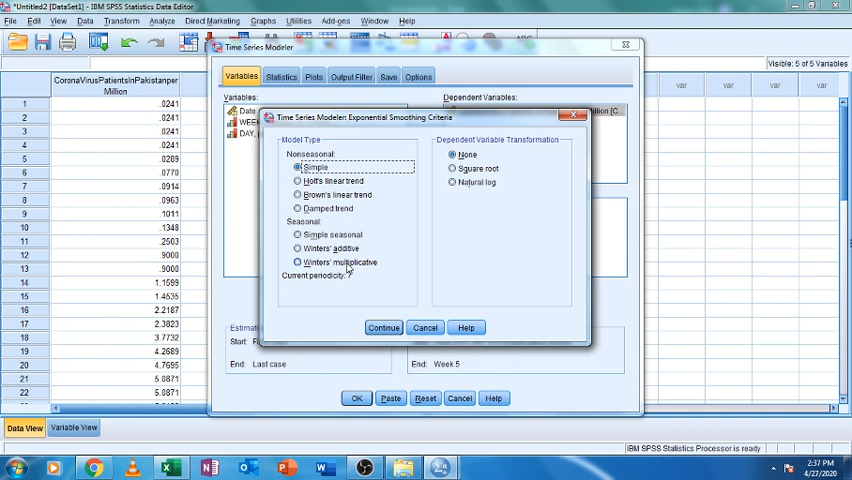 *Untitled2 [DataSet1] - IBM SPSS Statistics Data Editor
File Edit View Data Transform Analyze Direct Marketing Graphs Utilities Add-ons Window Help
Visible: 5 of 5 Variables
CoronaVirusPatientsInPakistanper
Million
var var var
1 .0241
2 .0241
3 .0241
4 .0241
5 .0289
6 .0770
7 .0818
8 .0914
9 .1011
10 .1348
11 .2503
12 .9000
13 .9000
14 1.1599
15 1.4535
16 2.2187
17 2.3823
18 3.7732
19 4.2689
20 4.7695
21 5.0871
22
Time Series Modeler
Variables Statistics Plots Output Filter Save Options
Variables:
Dependent Variables:
Date
WEEK
DAY,
Million [C
Time Series Modeler: Exponential Smoothing Criteria
Model Type
Nonseasonal:
Simple
Holt's linear trend
Brown's linear trend
Damped trend
Seasonal:
Simple seasonal
Winters' additive
Winters' multiplicative
Current periodicity: 7
Dependent Variable Transformation
None
Square root
Natural log
Continue Cancel Help
Start:
End: Last case
End: Week 5
OK Paste Reset Cancel Help
Data View Variable View
IBM SPSS Statistics Processor is ready
2:37 PM
4/27/2020